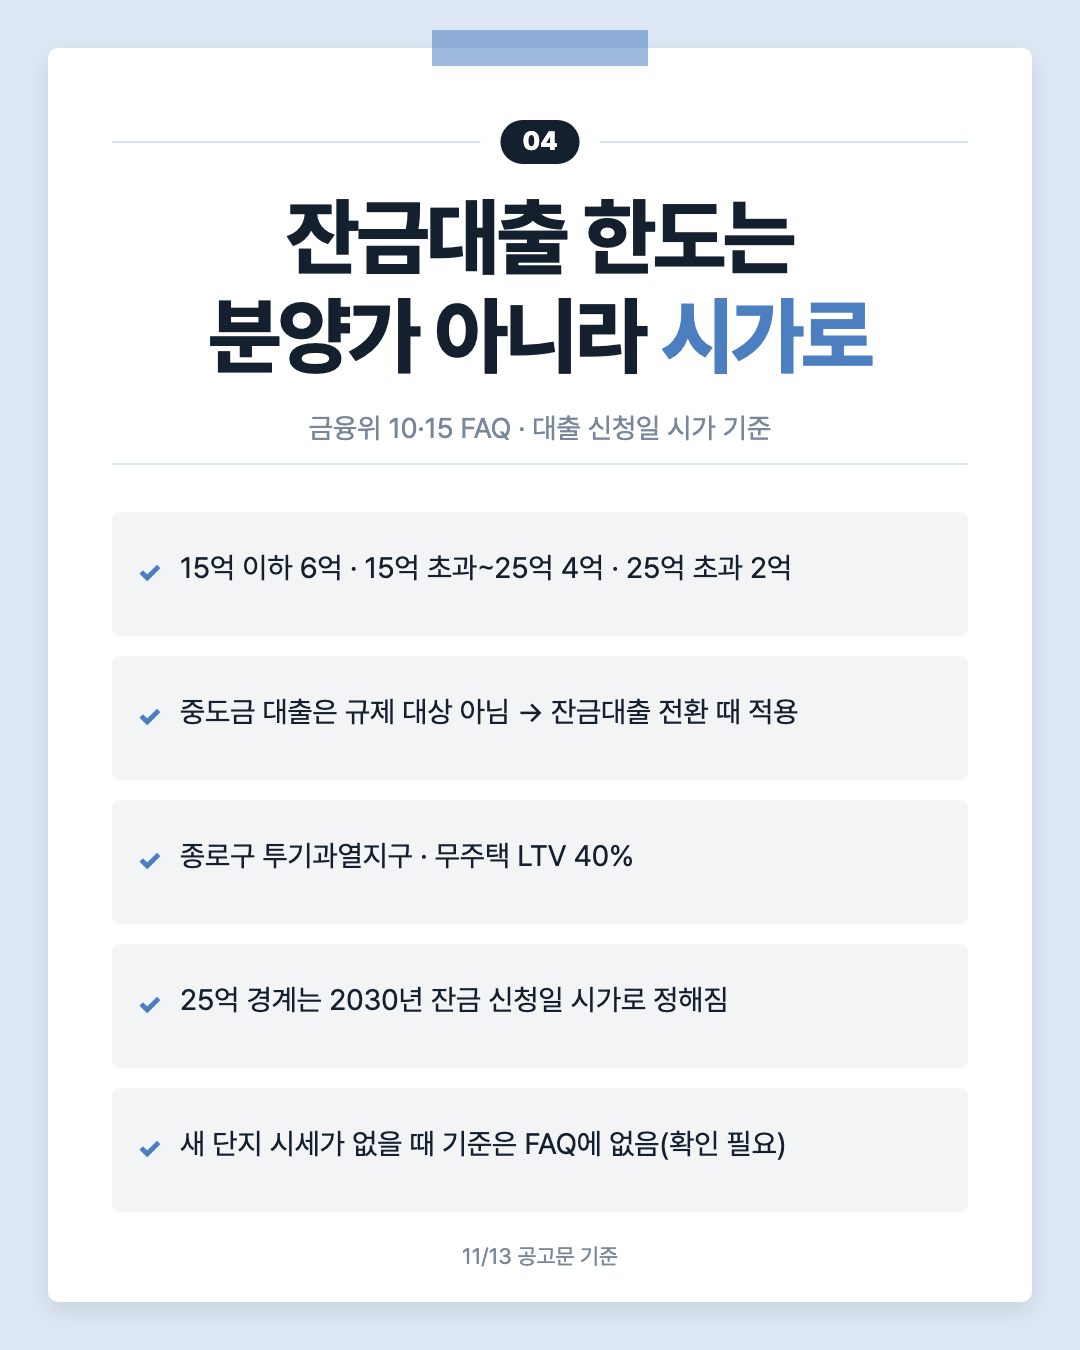 04
잔금대출 한도는
분양가 아니라 시가로
금융위 10·15 FAQ · 대출 신청일 시가 기준
15억 이하 6억 · 15억 초과~25억 4억 · 25억 초과 2억
중도금 대출은 규제 대상 아님 → 잔금대출 전환 때 적용
종로구 투기과열지구 · 무주택 LTV 40%
25억 경계는 2030년 잔금 신청일 시가로 정해짐
새 단지 시세가 없을 때 기준은 FAQ에 없음(확인 필요)
11/13 공고문 기준